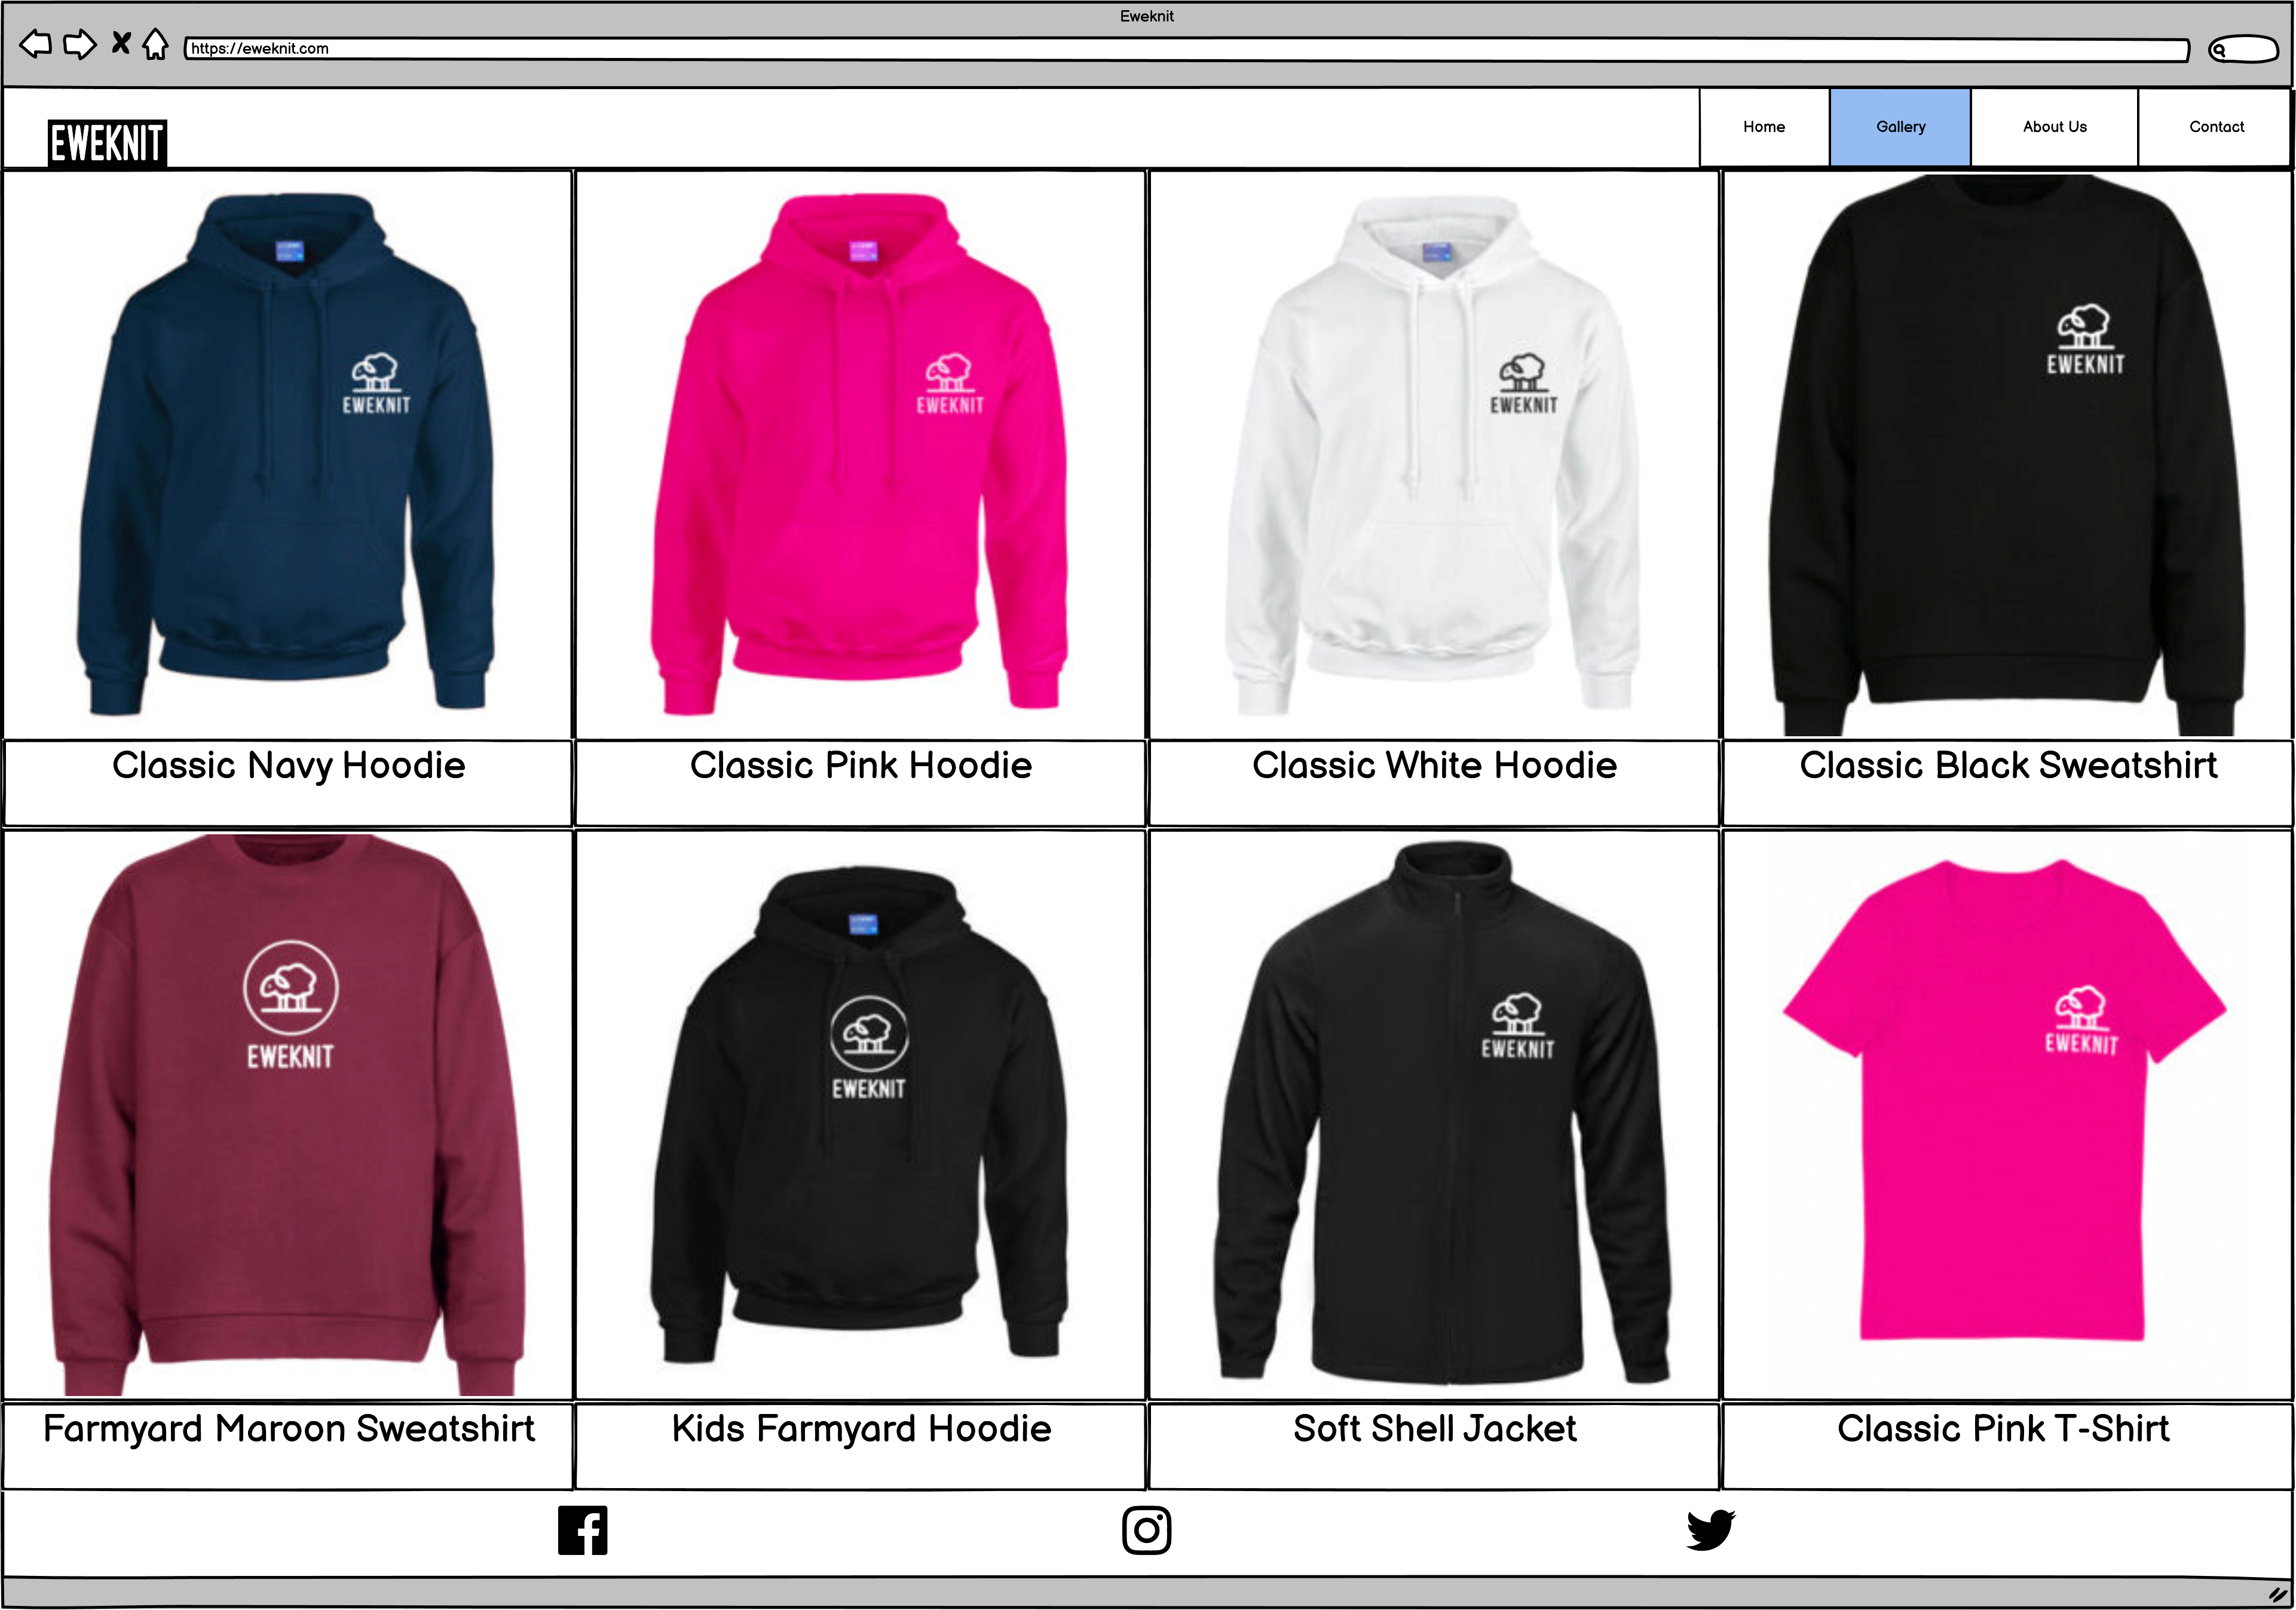 Eweknit
https://eweknit.com
EWEKNIT
Home
Gallery
About Us
Contact
EWEKNIT
EWEKNIT
EWEKNIT
EWEKNIT
Classic Navy Hoodie
Classic Pink Hoodie
Classic White Hoodie
Classic Black Sweatshirt
EWEKNIT
EWEKNIT
EWEKNIT
EWEKNIT
Farmyard Maroon Sweatshirt
Kids Farmyard Hoodie
Soft Shell Jacket
Classic Pink T-Shirt